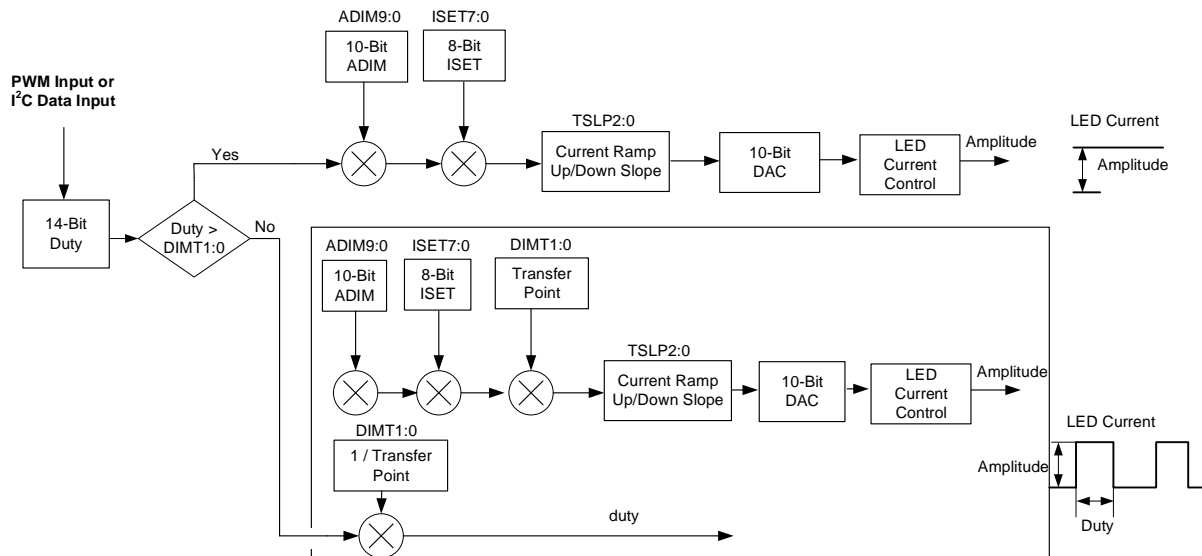 ADIM9:0
ISET7:0
10-Bit
ADIM
8-Bit
ISET
PWM Input or
I²C Data Input
TSLP2:0
Current Ramp
Up/Down Slope
10-Bit
DAC
LED
Current
Control
Amplitude
LED Current
Amplitude
Yes
14-Bit
Duty
Duty >
DIMT1:0
No
ADIM9:0
ISET7:0
DIMT1:0
10-Bit
ADIM
8-Bit
ISET
Transfer
Point
TSLP2:0
Current Ramp
Up/Down Slope
10-Bit
DAC
LED
Current
Control
Amplitude
DIMT1:0
1 / Transfer
Point
duty
LED Current
Amplitude
Duty